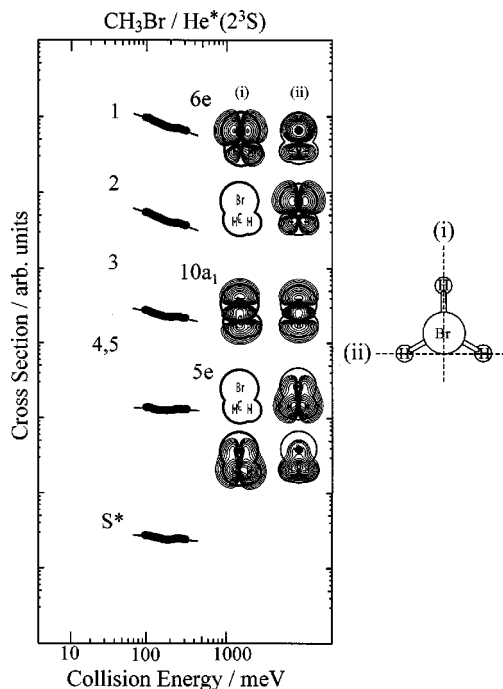 CH₃Br / He*(2³S)
(i)
(ii)
1
6e
2
Br
H C H
3
10a₁
4,5
5e
Br
H C H
S*
Cross Section / arb. units
10
100
1000
Collision Energy / meV
(i)
H
Br
(ii)
H
H